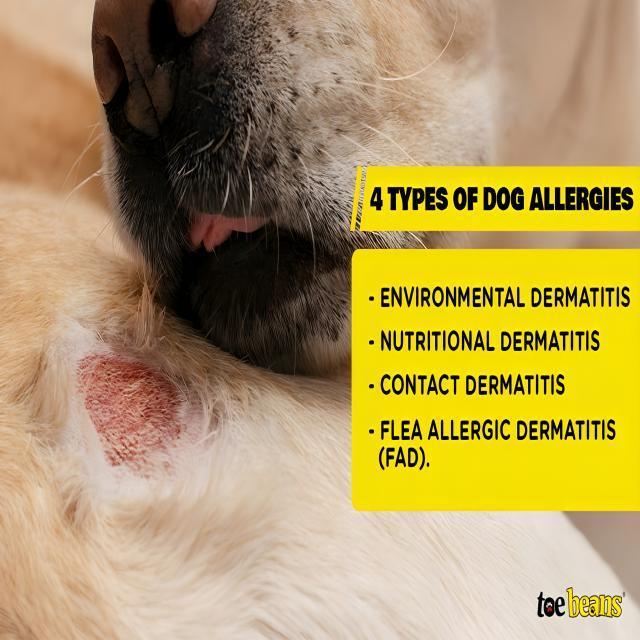 4 TYPES OF DOG ALLERGIES
- ENVIRONMENTAL DERMATITIS
- NUTRITIONAL DERMATITIS
- CONTACT DERMATITIS
- FLEA ALLERGIC DERMATITIS
(FAD).
toe beans